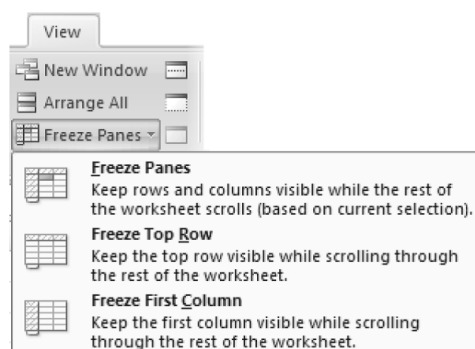 View
New Window
Arrange All
Freeze Panes
Freeze Panes
Keep rows and columns visible while the rest of
the worksheet scrolls (based on current selection).
Freeze Top Row
Keep the top row visible while scrolling through
the rest of the worksheet.
Freeze First Column
Keep the first column visible while scrolling
through the rest of the worksheet.